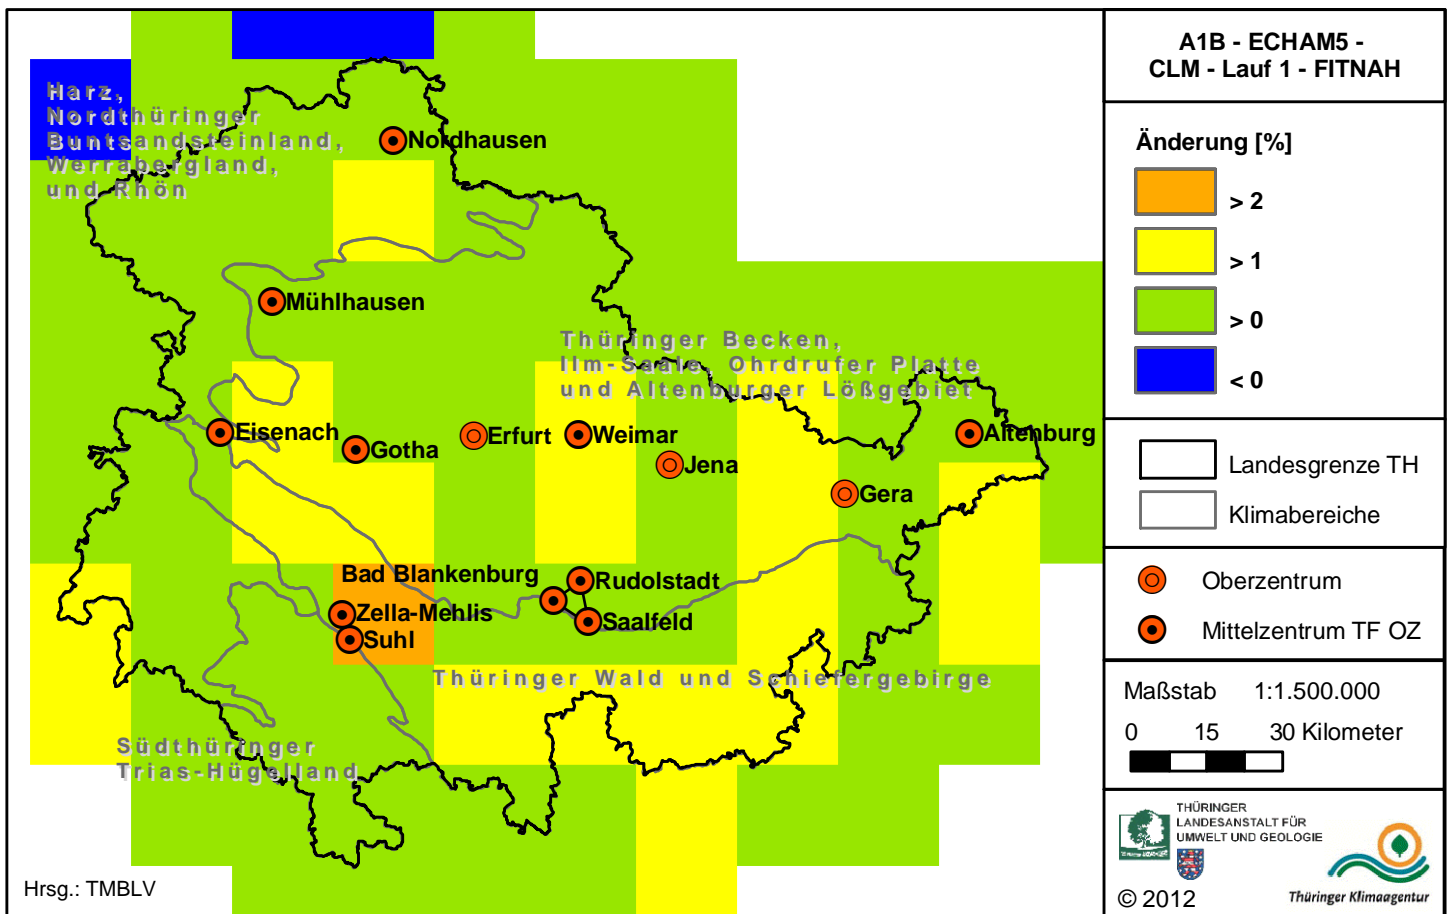 Harz,
Nordthüringer
Buntsandsteinland,
Werrabergland,
und Rhön
Nordhausen
Mühlhausen
Thüringer Becken,
Ilm-Saale, Ohrdrufer Platte
und Altenburger Lößgebiet
Eisenach
Gotha
Erfurt
Weimar
Jena
Gera
Altenburg
Bad Blankenburg
Rudolstadt
Zella-Mehlis
Saalfeld
Suhl
Thüringer Wald und Schiefergebirge
Südthüringer
Trias-Hügelland
Hrsg.: TMBLV
A1B - ECHAM5 -
CLM - Lauf 1 - FITNAH
Änderung [%]
> 2
> 1
> 0
< 0
Landesgrenze TH
Klimabereiche
Oberzentrum
Mittelzentrum TF OZ
Maßstab 1:1.500.000
0 15 30 Kilometer
THÜRINGER
LANDESANSTALT FÜR
UMWELT UND GEOLOGIE
© 2012
Thüringer Klimaagentur